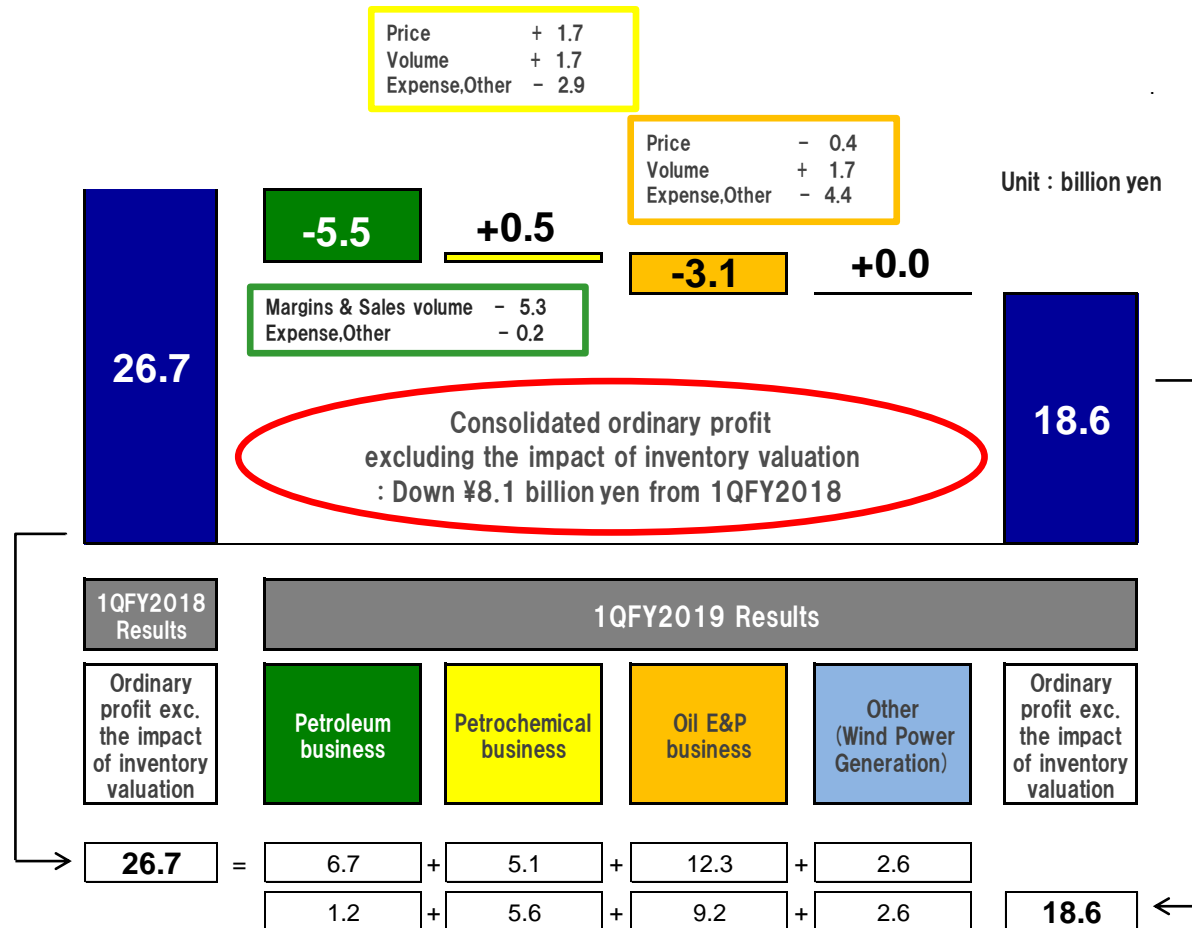 Price + 1.7
Volume + 1.7
Expense,Other - 2.9
Price - 0.4
Volume + 1.7
Expense,Other - 4.4
Unit : billion yen
-5.5
+0.5
-3.1
+0.0
Margins & Sales volume - 5.3
Expense,Other - 0.2
26.7
18.6
Consolidated ordinary profit
excluding the impact of inventory valuation
: Down ¥8.1 billion yen from 1QFY2018
1QFY2018
Results
1QFY2019 Results
Ordinary
profit exc.
the impact
of inventory
valuation
Petroleum
business
Petrochemical
business
Oil E&P
business
Other
(Wind Power
Generation)
Ordinary
profit exc.
the impact
of inventory
valuation
26.7 = 6.7 + 5.1 + 12.3 + 2.6
1.2 + 5.6 + 9.2 + 2.6 18.6